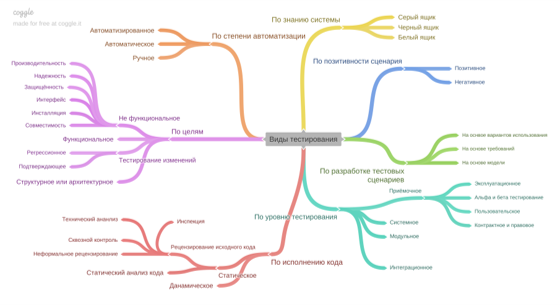 coggle
made for free at coggle.it
Виды тестирования
По знанию системы
Серый ящик
Черный ящик
Белый ящик
По позитивности сценария
Позитивное
Негативное
По разработке тестовых
сценариев
На основе вариантов использования
На основе требований
На основе модели
По уровню тестирования
Приёмочное
Эксплуатационное
Альфа и бета тестирование
Пользовательское
Контрактное и правовое
Системное
Модульное
Интеграционное
По степени автоматизации
Автоматизированное
Автоматическое
Ручное
По целям
Не функциональное
Производительность
Надежность
Защищённость
Интерфейс
Инсталляция
Совместимость
Функциональное
Тестирование изменений
Регрессионное
Подтверждающее
Структурное или архитектурное
По исполнению кода
Статическое
Рецензирование исходного кода
Инспекция
Технический анализ)
Сквозной контроль
Неформальное рецензирование
Статический анализ кода
Динамическое